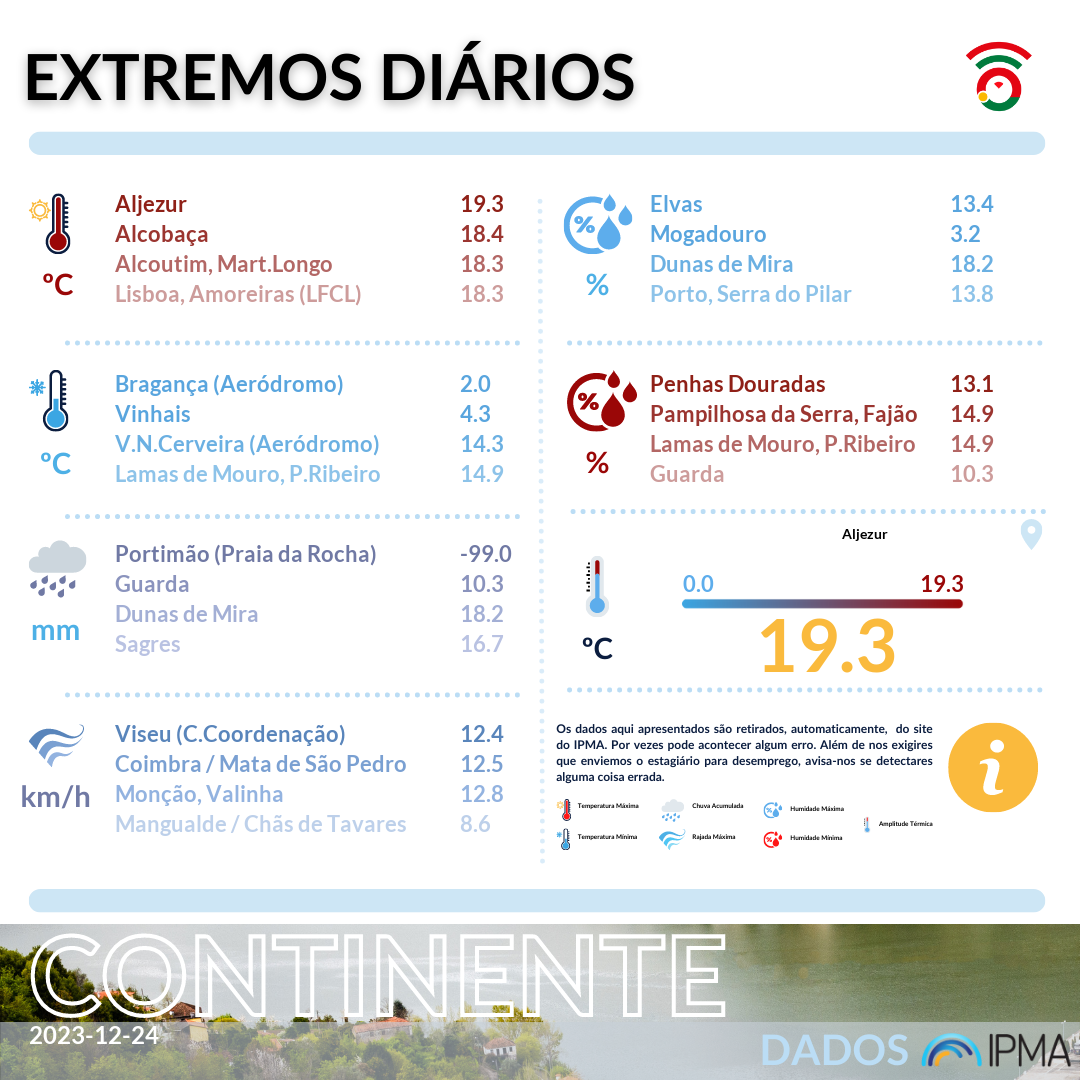 EXTREMOS DIÁRIOS
Aljezur 19.3
Alcobaça 18.4
Alcoutim, Mart.Longo 18.3
Lisboa, Amoreiras (LFCL) 18.3
ºC
Bragança (Aeródromo) 2.0
Vinhais 4.3
V.N.Cerveira (Aeródromo) 14.3
Lamas de Mouro, P.Ribeiro 14.9
ºC
Portimão (Praia da Rocha) -99.0
Guarda 10.3
Dunas de Mira 18.2
Sagres 16.7
mm
Viseu (C.Coordenação) 12.4
Coimbra / Mata de São Pedro 12.5
Monção, Valinha 12.8
Mangualde / Chãs de Tavares 8.6
km/h
%
Elvas 13.4
Mogadouro 3.2
Dunas de Mira 18.2
Porto, Serra do Pilar 13.8
%
%
Penhas Douradas 13.1
Pampilhosa da Serra, Fajão 14.9
Lamas de Mouro, P.Ribeiro 14.9
Guarda 10.3
%
Aljezur
0.0 19.3
19.3
ºC
Os dados aqui apresentados são retirados, automaticamente, do site
do IPMA. Por vezes pode acontecer algum erro. Além de nos exigires
que enviemos o estagiário para desemprego, avisa-nos se detectares
alguma coisa errada.
i
Temperatura Máxima Chuva Acumulada Humidade Máxima
Amplitude Térmica
Temperatura Mínima Rajada Máxima Humidade Mínima
CONTINENTE
2023-12-24
DADOS IPMA